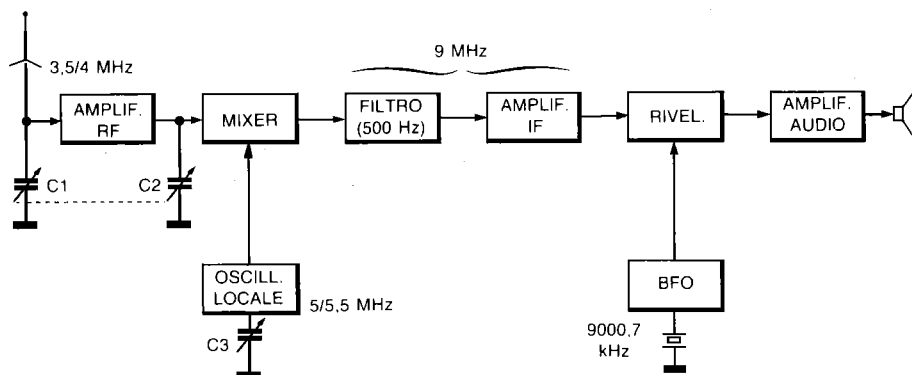 9 MHz
3,5/4 MHz
AMPLIF.
RF
MIXER
FILTRO
(500 Hz)
AMPLIF.
IF
RIVEL.
AMPLIF.
AUDIO
C1
C2
OSCILL.
LOCALE
5/5,5 MHz
C3
BFO
9000,7
kHz